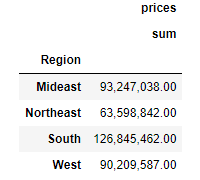 prices
sum
Region
Mideast 93,247,038.00
Northeast 63,598,842.00
South 126,845,462.00
West 90,209,587.00